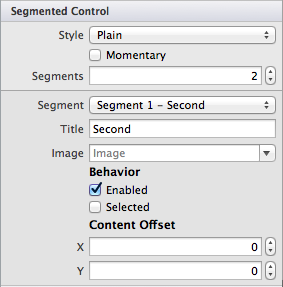 Segmented Control
Style Plain
Momentary
Segments 2
Segment Segment 1 – Second
Title Second
Image Image
Behavior
Enabled
Selected
Content Offset
X 0
Y 0